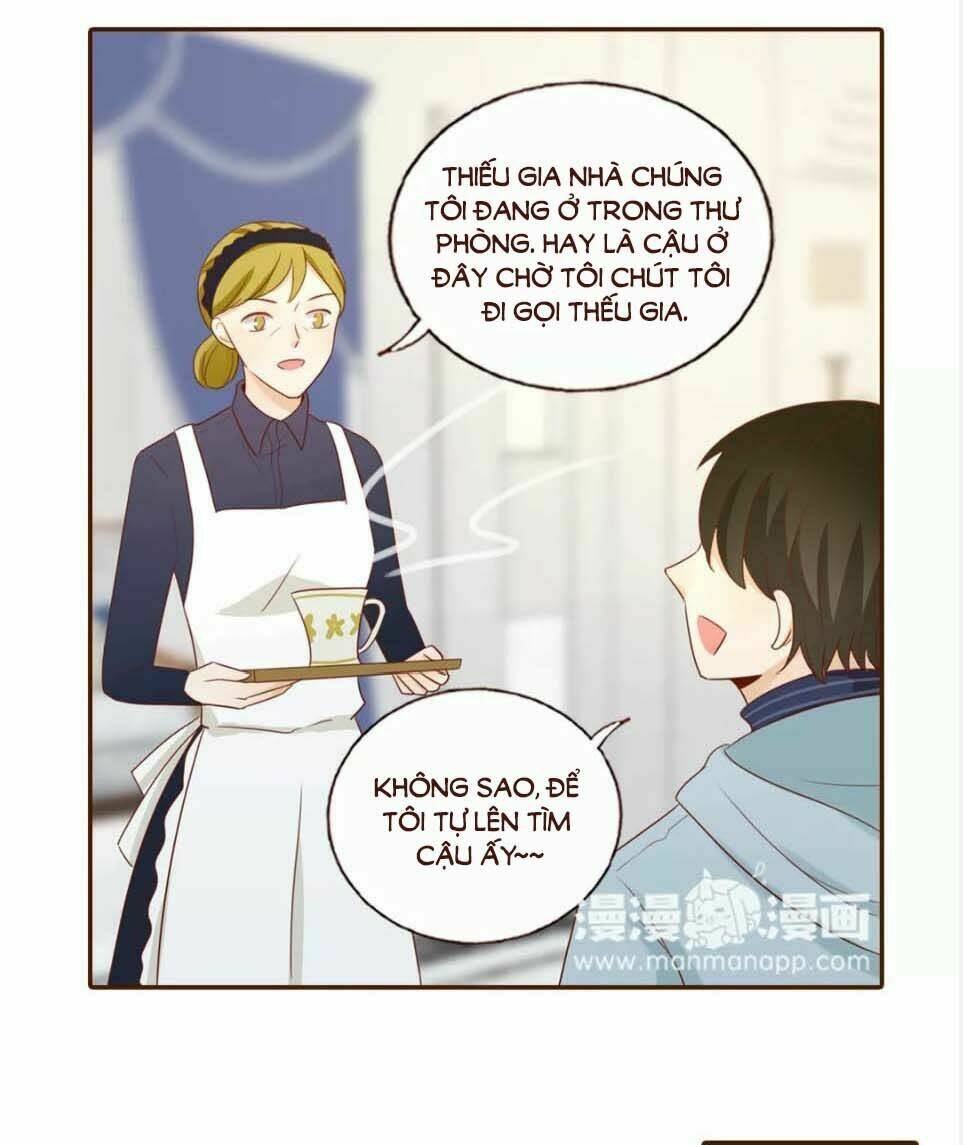 THIẾU GIA NHÀ CHÚNG
TÔI ĐANG Ở TRONG THƯ
PHÒNG. HAY LÀ CẬU Ở
ĐÂY CHỜ TÔI CHÚT TÔI
ĐI GỌI THẾU GIA.
KHÔNG SAO, ĐỂ
TÔI TỰ LÊN TÌM
CẬU ẤY~~
漫漫漫画
www.manmanapp.com